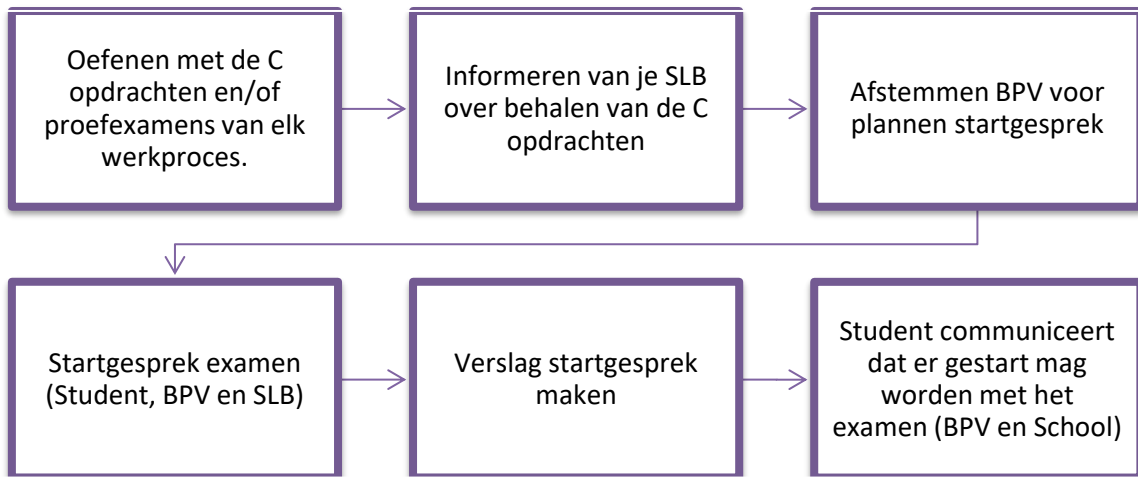 Oefenen met de C
opdrachten en/of
proefexamens van elk
werkproces.
Informeren van je SLB
over behalen van de C
opdrachten
Afstemmen BPV voor
plannen startgesprek
Startgesprek examen
(Student, BPV en SLB)
Verslag startgesprek
maken
Student communiceert
dat er gestart mag
worden met het
examen (BPV en School)